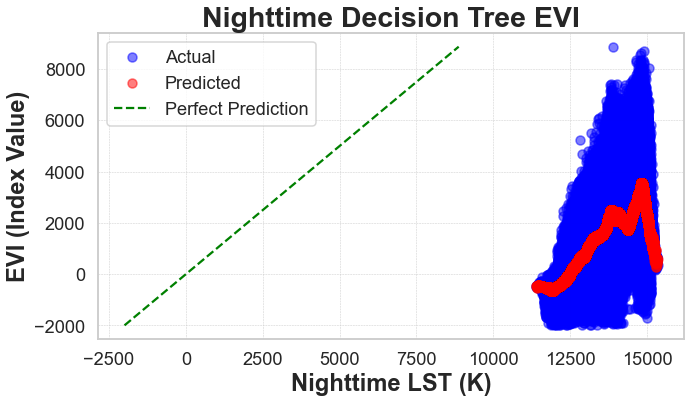 Nighttime Decision Tree EVI
Actual
Predicted
Perfect Prediction
EVI (Index Value)
8000
6000
4000
2000
0
−2000
−2500
0
2500
5000
7500
10000
12500
15000
Nighttime LST (K)